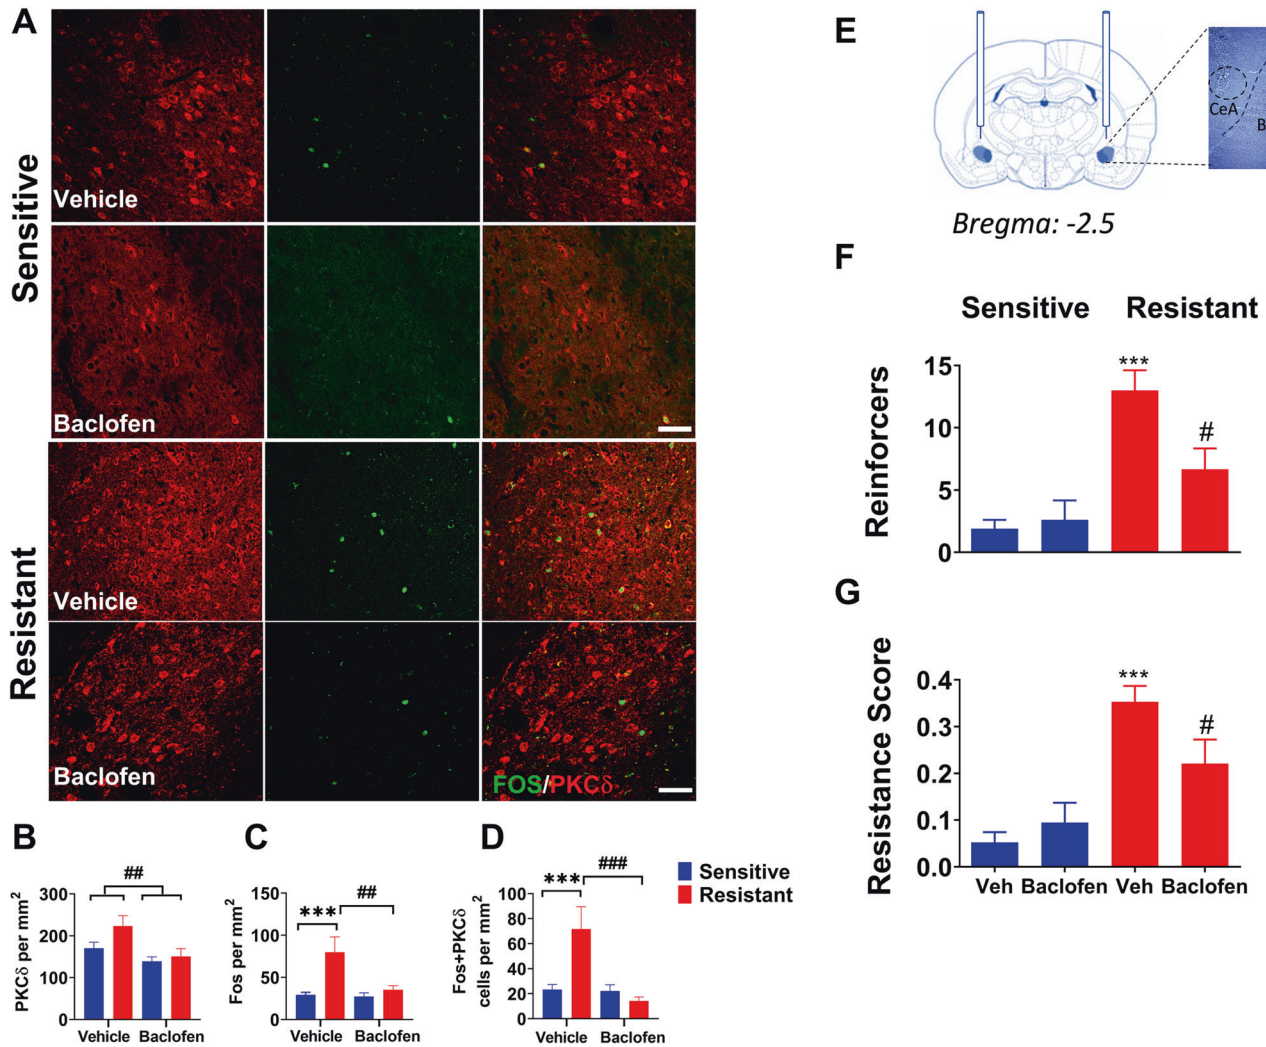 A
Sensitive
Vehicle
Baclofen
Resistant
Vehicle
Baclofen
FOS/PKCδ
B
##
PKCδ per mm²
300
200
100
0
Vehicle Baclofen
C
***
##
Fos per mm²
150
100
50
0
Vehicle Baclofen
D
***
###
Fos+PKCδ
cells per mm²
100
80
60
40
20
0
Vehicle Baclofen
Sensitive
Resistant
E
CeA
B
Bregma: -2.5
F
Sensitive Resistant
***
#
Reinforcers
15
10
5
0
G
***
#
Resistance Score
0.4
0.3
0.2
0.1
0.0
Veh Baclofen Veh Baclofen